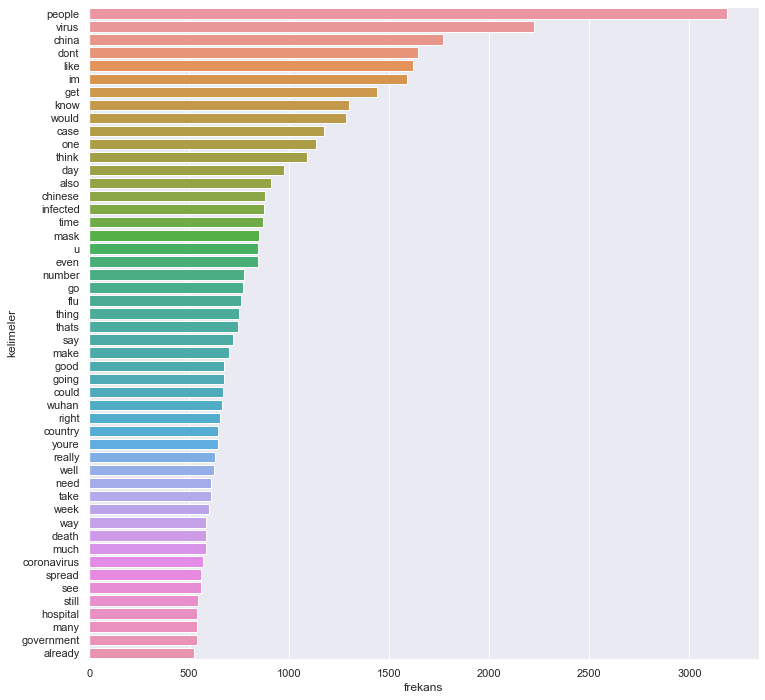 people
virus
china
dont
like
im
get
know
would
case
one
think
day
also
chinese
infected
time
mask
u
even
number
go
flu
thing
thats
say
make
good
going
could
wuhan
right
country
youre
really
well
need
take
week
way
death
much
coronavirus
spread
see
still
hospital
many
government
already
kelimeler
0 500 1000 1500 2000 2500 3000
frekans